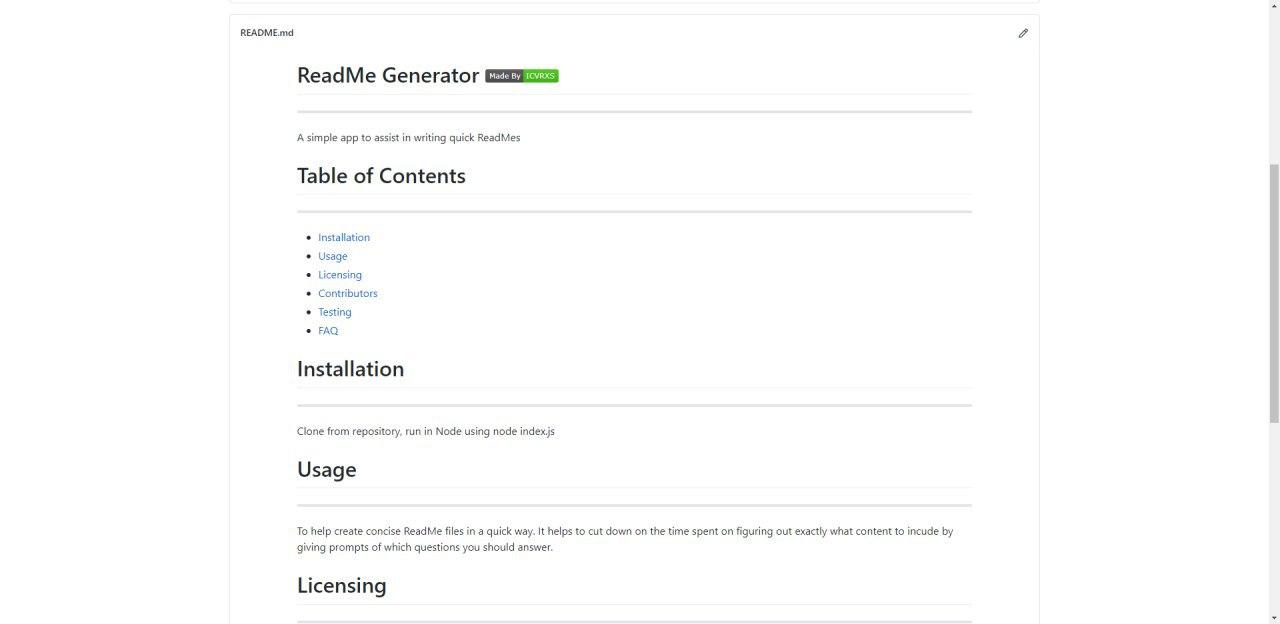 README.md
ReadMe Generator Made By ICVRXS
A simple app to assist in writing quick ReadMes
Table of Contents
Installation
Usage
Licensing
Contributors
Testing
FAQ
Installation
Clone from repository, run in Node using node index.js
Usage
To help create concise ReadMe files in a quick way. It helps to cut down on the time spent on figuring out exactly what content to incude by
giving prompts of which questions you should answer.
Licensing